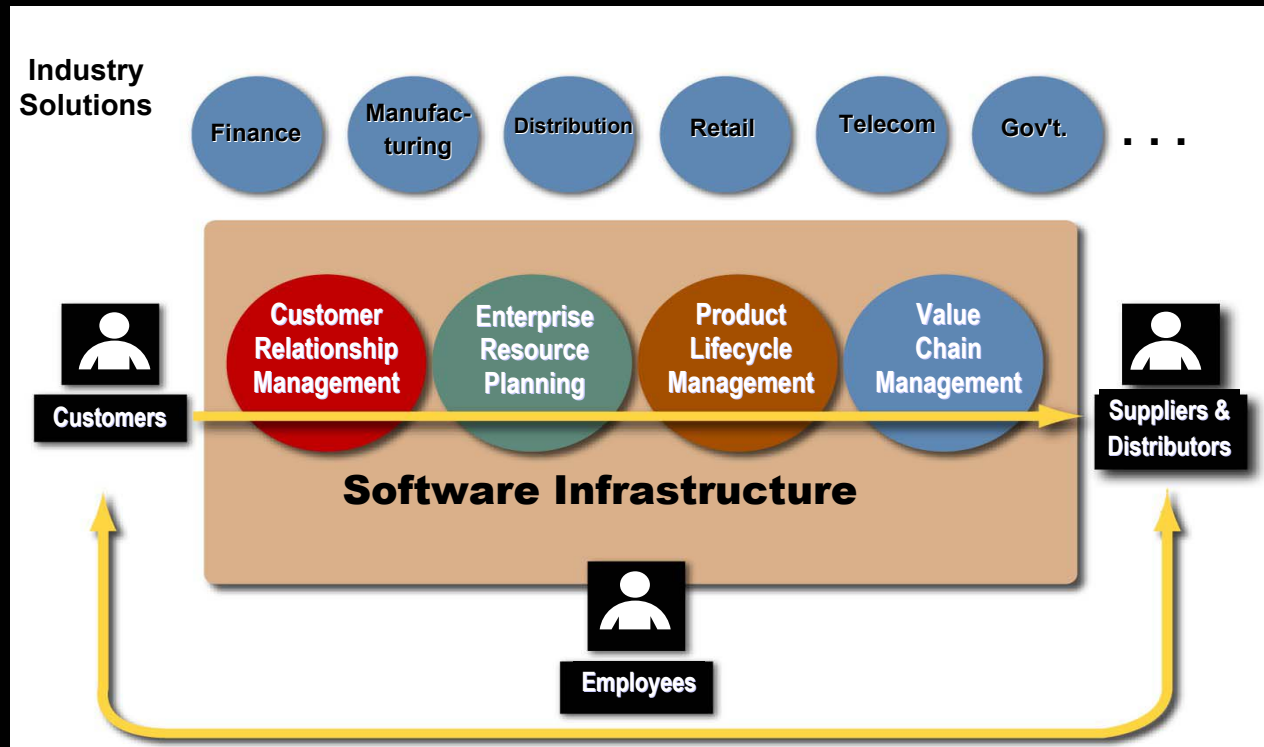 Industry
Solutions
Finance
Manufac-
turing
Distribution
Retail
Telecom
Gov't.
. . .
Customer
Relationship
Management
Enterprise
Resource
Planning
Product
Lifecycle
Management
Value
Chain
Management
Customers
Suppliers &
Distributors
Software Infrastructure
Employees